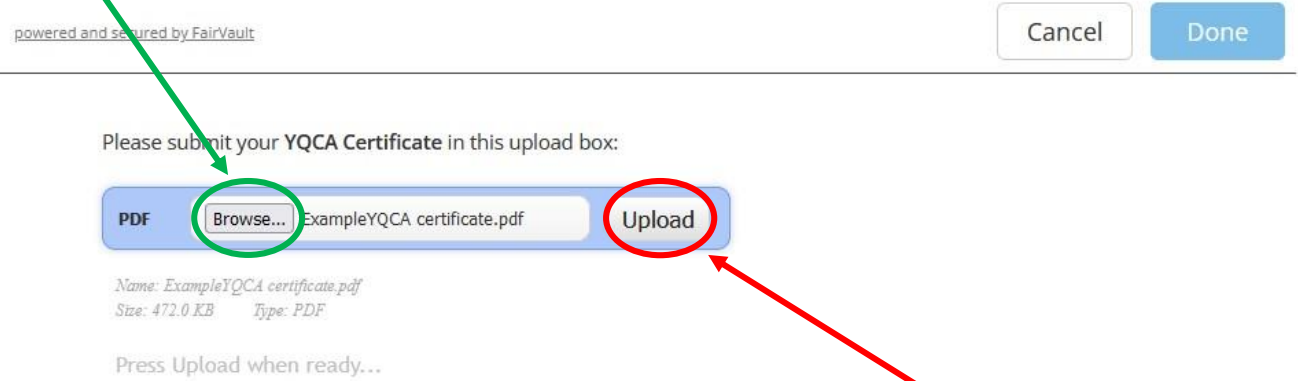 powered and secured by FairVault
Cancel
Done
Please submit your YQCA Certificate in this upload box:
PDF Browse... ExampleYQCA certificate.pdf Upload
Name: ExampleYQCA certificate.pdf
Size: 472.0 KB Type: PDF
Press Upload when ready...